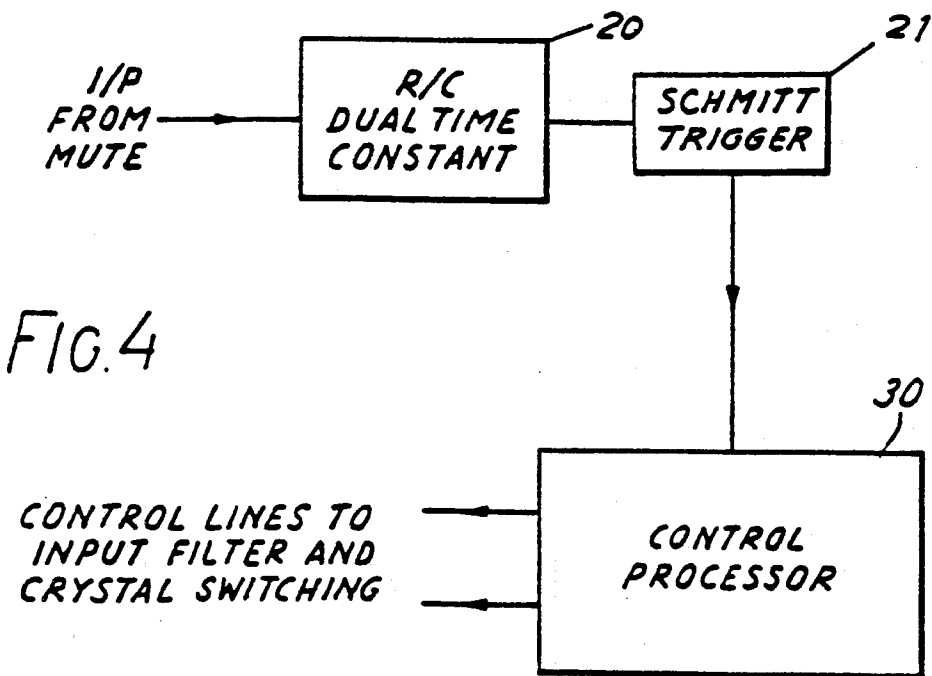 20
21
I/P
FROM
MUTE
R/C
DUAL TIME
CONSTANT
SCHMITT
TRIGGER
FIG.4
30
CONTROL LINES TO
INPUT FILTER AND
CRYSTAL SWITCHING
CONTROL
PROCESSOR